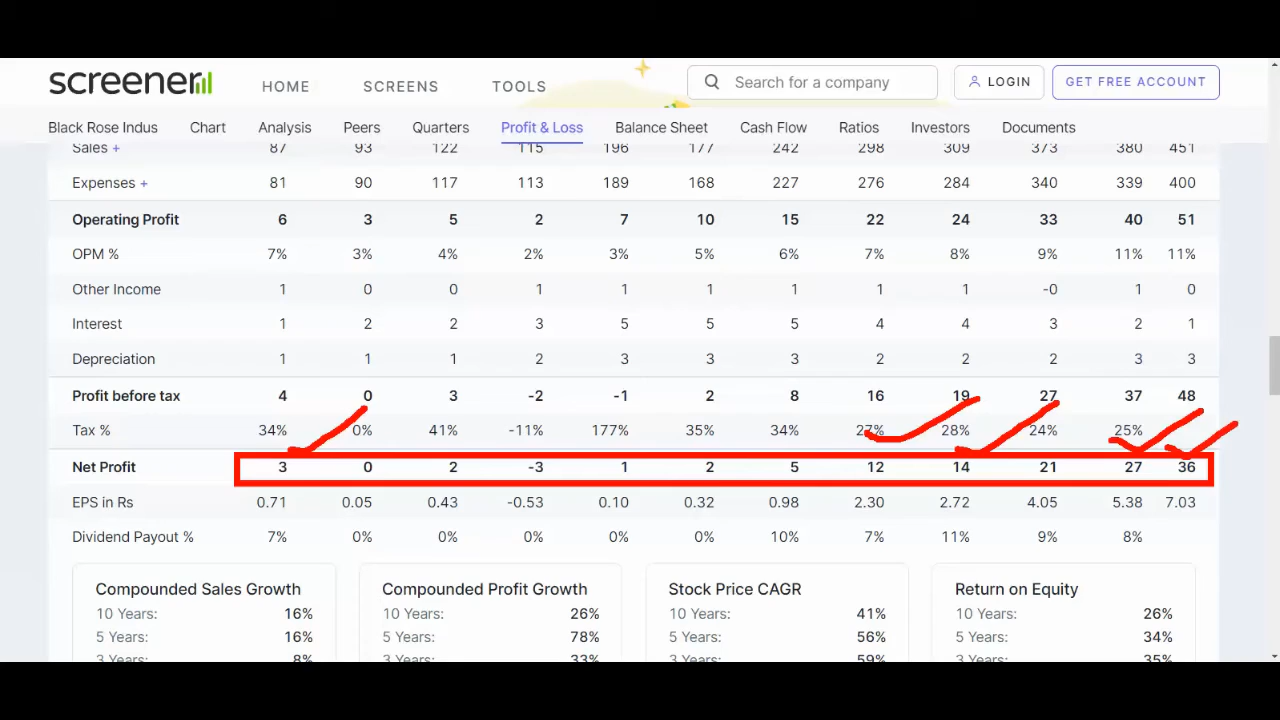 screener
HOME SCREENS TOOLS Search for a company LOGIN GET FREE ACCOUNT
Black Rose Indus Chart Analysis Peers Quarters Profit & Loss Balance Sheet Cash Flow Ratios Investors Documents
Sales + 87 93 122 115 196 177 242 298 309 373 380 451
Expenses + 81 90 117 113 189 168 227 276 284 340 339 400
Operating Profit 6 3 5 2 7 10 15 22 24 33 40 51
OPM % 7% 3% 4% 2% 3% 5% 6% 7% 8% 9% 11% 11%
Other Income 1 0 0 1 1 1 1 1 1 -0 1 0
Interest 1 2 2 3 5 5 5 4 4 3 2 1
Depreciation 1 1 1 2 3 3 3 2 2 2 3 3
Profit before tax 4 0 3 -2 -1 2 8 16 19 27 37 48
Tax % 34% 0% 41% -11% 177% 35% 34% 27% 28% 24% 25%
Net Profit 3 0 2 -3 1 2 5 12 14 21 27 36
EPS in Rs 0.71 0.05 0.43 -0.53 0.10 0.32 0.98 2.30 2.72 4.05 5.38 7.03
Dividend Payout % 7% 0% 0% 0% 0% 0% 10% 7% 11% 9% 8%
Compounded Sales Growth Compounded Profit Growth Stock Price CAGR Return on Equity
10 Years: 16% 10 Years: 26% 10 Years: 41% 10 Years: 26%
5 Years: 16% 5 Years: 78% 5 Years: 56% 5 Years: 34%
3 Years: 8% 3 Years: 33% 3 Years: 59% 3 Years: 35%